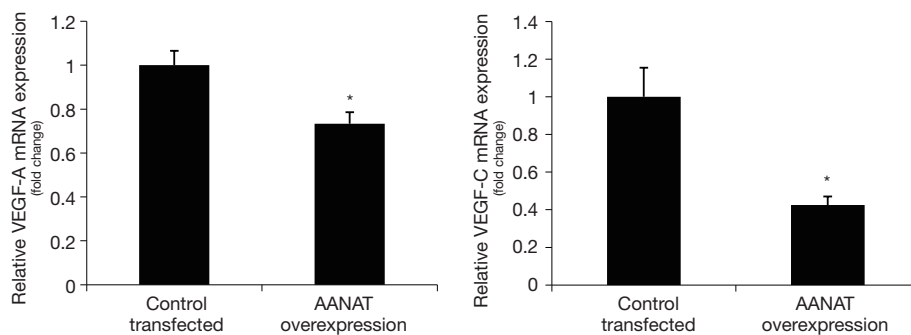 Relative VEGF-A mRNA expression
(fold change)
1.2
1
0.8
0.6
0.4
0.2
0
*
Control
transfected
AANAT
overexpression
Relative VEGF-C mRNA expression
(fold change)
1.4
1.2
1
0.8
0.6
0.4
0.2
0
*
Control
transfected
AANAT
overexpression